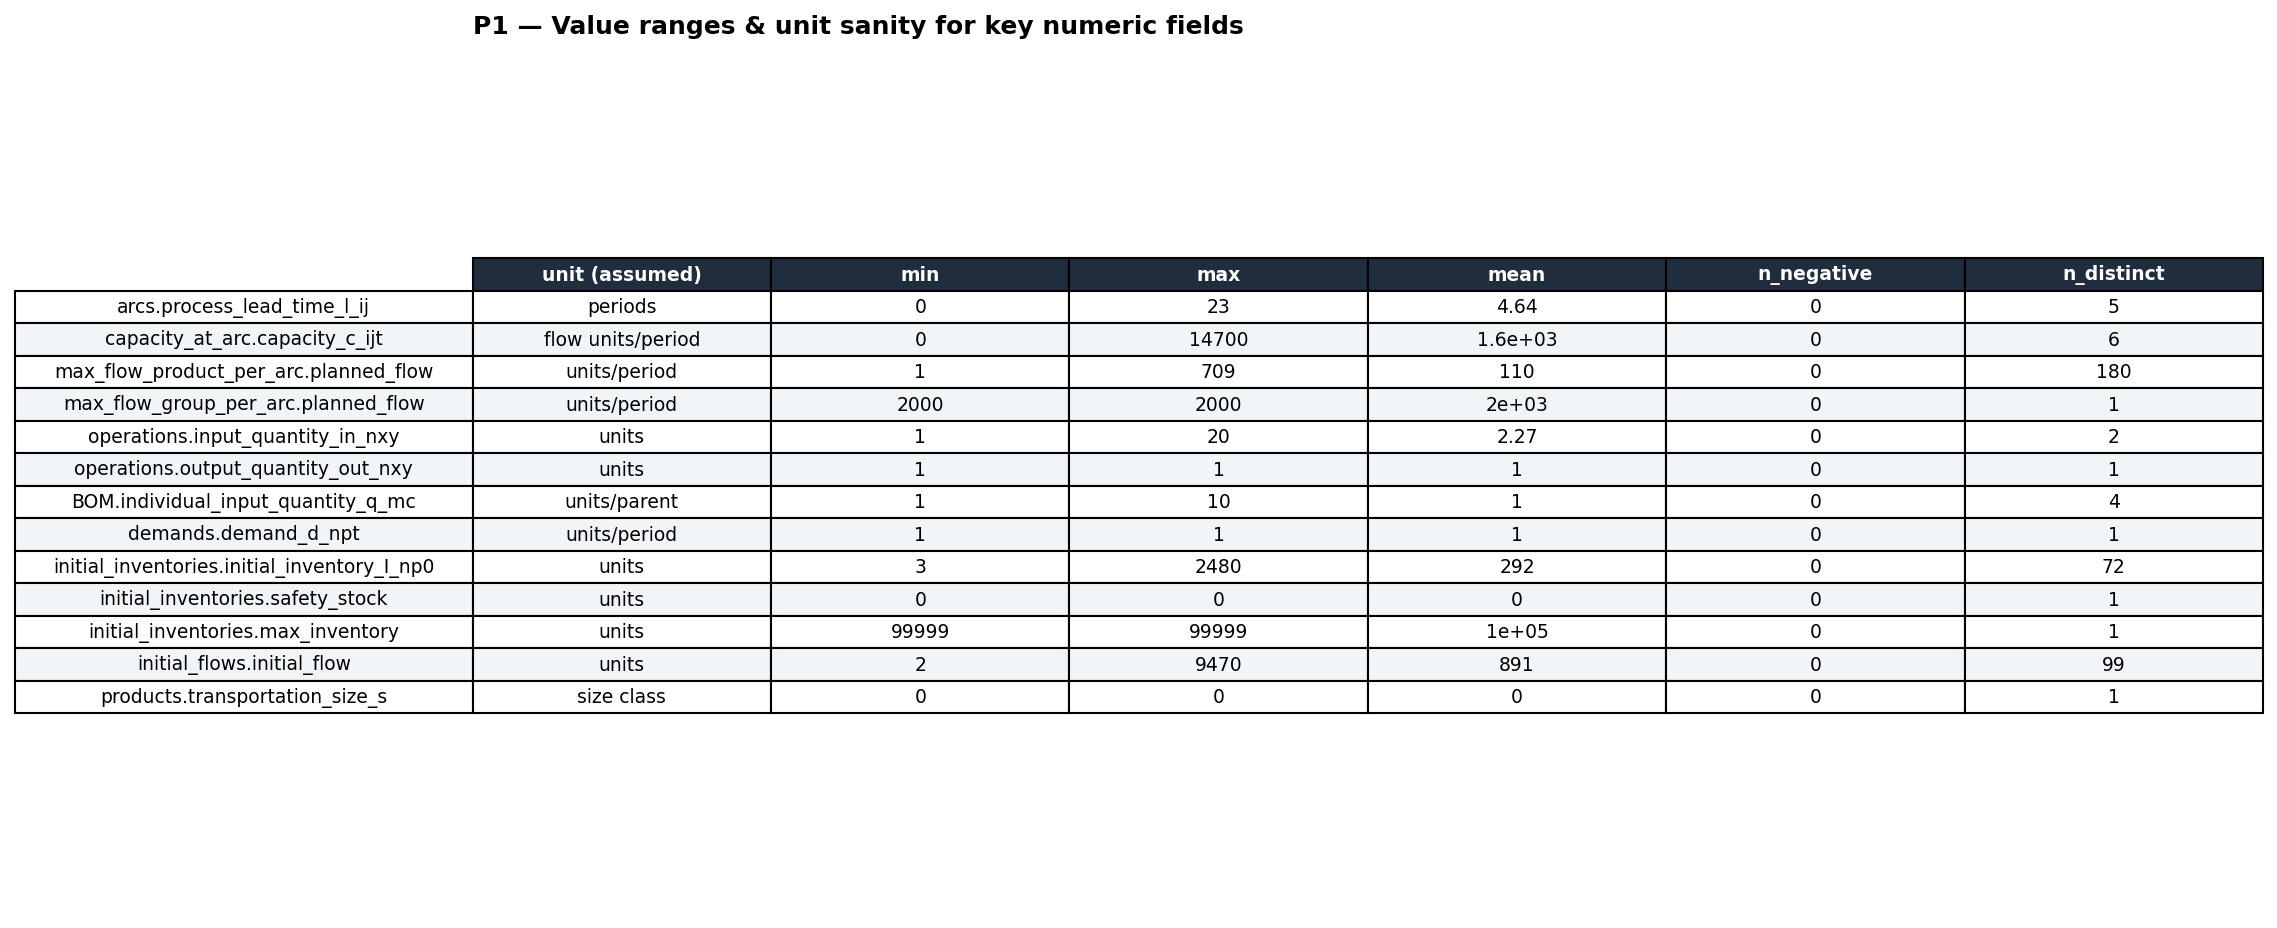 P1 — Value ranges & unit sanity for key numeric fields
unit (assumed) min max mean n_negative n_distinct
arcs.process_lead_time_l_ij periods 0 23 4.64 0 5
capacity_at_arc.capacity_c_ijt flow units/period 0 14700 1.6e+03 0 6
max_flow_product_per_arc.planned_flow units/period 1 709 110 0 180
max_flow_group_per_arc.planned_flow units/period 2000 2000 2e+03 0 1
operations.input_quantity_in_nxy units 1 20 2.27 0 2
operations.output_quantity_out_nxy units 1 1 1 0 1
BOM.individual_input_quantity_q_mc units/parent 1 10 1 0 4
demands.demand_d_npt units/period 1 1 1 0 1
initial_inventories.initial_inventory_I_np0 units 3 2480 292 0 72
initial_inventories.safety_stock units 0 0 0 0 1
initial_inventories.max_inventory units 99999 99999 1e+05 0 1
initial_flows.initial_flow units 2 9470 891 0 99
products.transportation_size_s size class 0 0 0 0 1